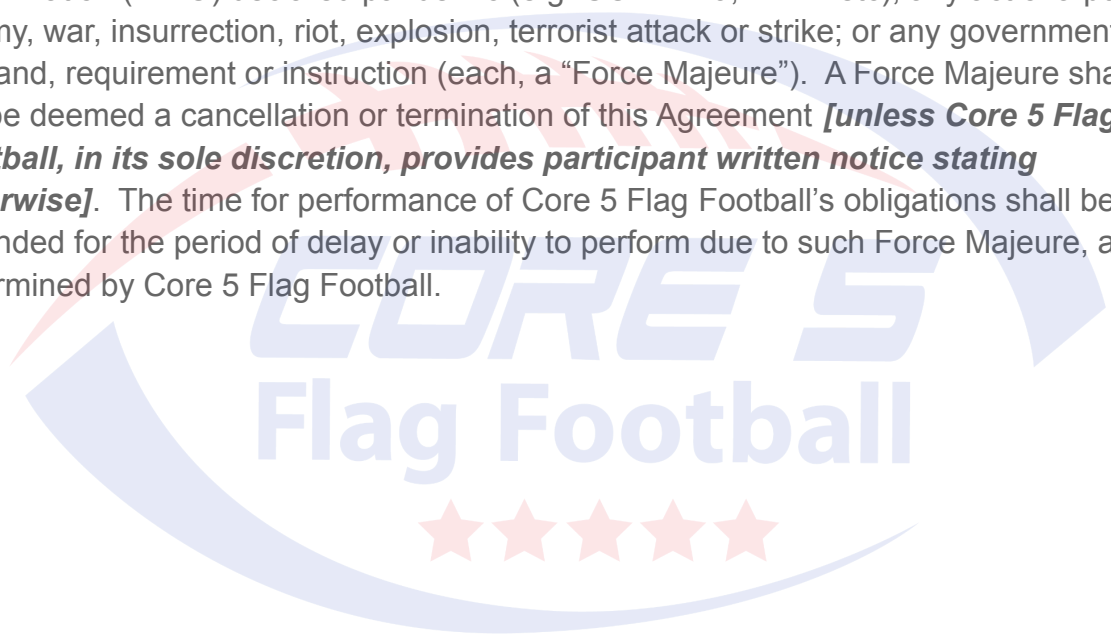 my, war, insurrection, riot, explosion, terrorist attack or strike; or any government
and, requirement or instruction (each, a “Force Majeure”).  A Force Majeure sha
be deemed a cancellation or termination of this Agreement [unless Core 5 Flag
tball, in its sole discretion, provides participant written notice stating
rwise].  The time for performance of Core 5 Flag Football’s obligations shall be
nded for the period of delay or inability to perform due to such Force Majeure, a
rmined by Core 5 Flag Football.
CORE 5
Flag Football